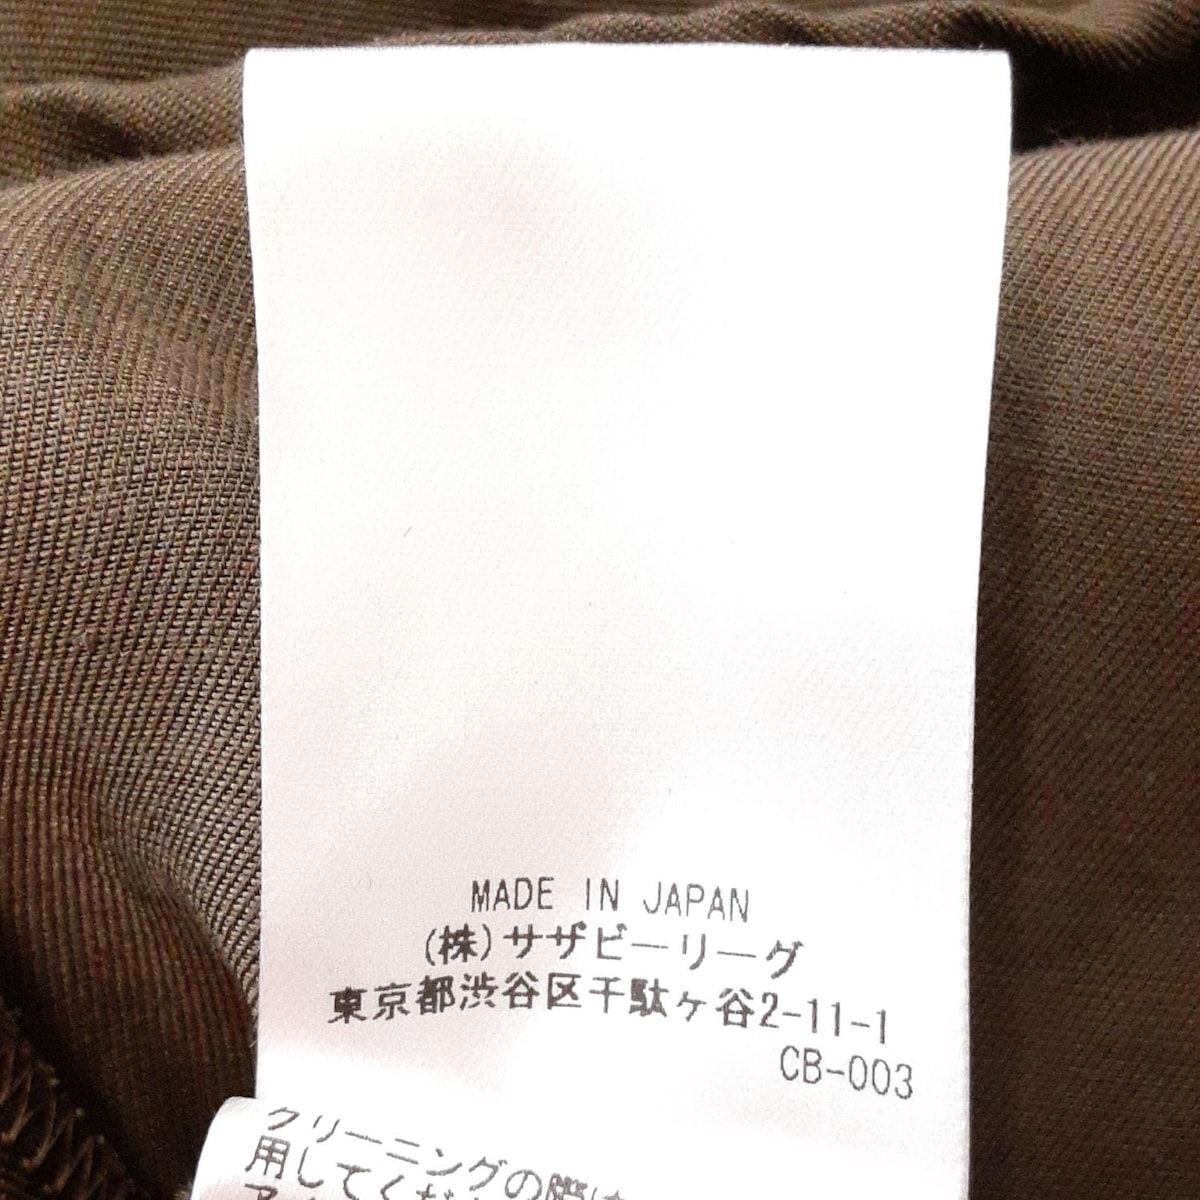 MADE IN JAPAN
(株)サザビーリーグ
東京都渋谷区千駄ヶ谷2-11-1
CB-003
クリーニングの際は
用してくだ